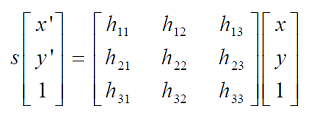 s [x' y' 1] = [h11 h12 h13 h21 h22 h23 h31 h32 h33] [x y 1]